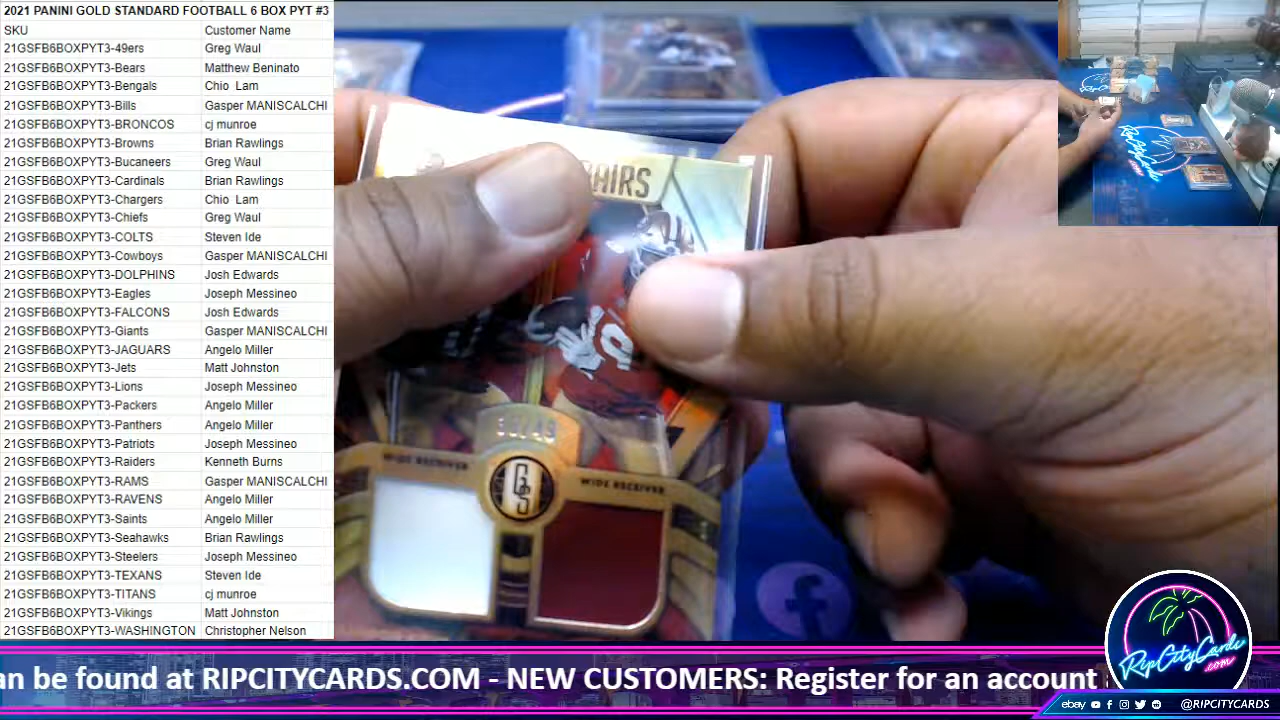 2021 PANINI GOLD STANDARD FOOTBALL 6 BOX PYT #3
SKU Customer Name
21GSFB6BOXPYT3-49ers Greg Waul
21GSFB6BOXPYT3-Bears Matthew Beninato
21GSFB6BOXPYT3-Bengals Chio Lam
21GSFB6BOXPYT3-Bills Gasper MANISCALCHI
21GSFB6BOXPYT3-BRONCOS cj munroe
21GSFB6BOXPYT3-Browns Brian Rawlings
21GSFB6BOXPYT3-Bucaneers Greg Waul
21GSFB6BOXPYT3-Cardinals Brian Rawlings
21GSFB6BOXPYT3-Chargers Chio Lam
21GSFB6BOXPYT3-Chiefs Greg Waul
21GSFB6BOXPYT3-COLTS Steven Ide
21GSFB6BOXPYT3-Cowboys Gasper MANISCALCHI
21GSFB6BOXPYT3-DOLPHINS Josh Edwards
21GSFB6BOXPYT3-Eagles Joseph Messineo
21GSFB6BOXPYT3-FALCONS Josh Edwards
21GSFB6BOXPYT3-Giants Gasper MANISCALCHI
21GSFB6BOXPYT3-JAGUARS Angelo Miller
21GSFB6BOXPYT3-Jets Matt Johnston
21GSFB6BOXPYT3-Lions Joseph Messineo
21GSFB6BOXPYT3-Packers Angelo Miller
21GSFB6BOXPYT3-Panthers Angelo Miller
21GSFB6BOXPYT3-Patriots Joseph Messineo
21GSFB6BOXPYT3-Raiders Kenneth Burns
21GSFB6BOXPYT3-RAMS Gasper MANISCALCHI
21GSFB6BOXPYT3-RAVENS Angelo Miller
21GSFB6BOXPYT3-Saints Angelo Miller
21GSFB6BOXPYT3-Seahawks Brian Rawlings
21GSFB6BOXPYT3-Steelers Joseph Messineo
21GSFB6BOXPYT3-TEXANS Steven Ide
21GSFB6BOXPYT3-TITANS cj munroe
21GSFB6BOXPYT3-Vikings Matt Johnston
21GSFB6BOXPYT3-WASHINGTON Christopher Nelson
AIRS
WIDE RECEIVER
GS
WIDE RECEIVER
RipCityCards
.com
an be found at RIPCITYCARDS.COM - NEW CUSTOMERS: Register for an account
ebay @RIPCITYCARDS